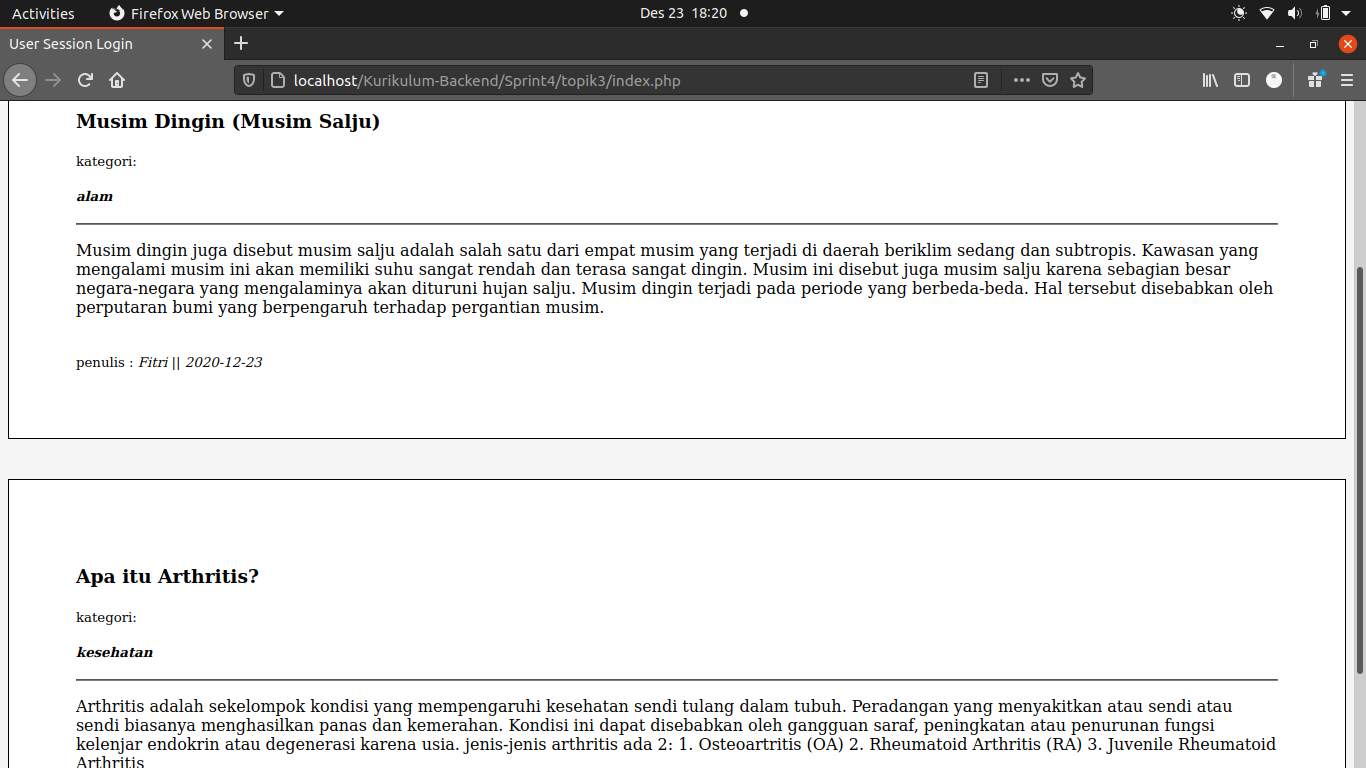 Activities Firefox Web Browser Des 23 18:20
User Session Login
localhost/Kurikulum-Backend/Sprint4/topik3/index.php
Musim Dingin (Musim Salju)
kategori:
alam
Musim dingin juga disebut musim salju adalah salah satu dari empat musim yang terjadi di daerah beriklim sedang dan subtropis. Kawasan yang
mengalami musim ini akan memiliki suhu sangat rendah dan terasa sangat dingin. Musim ini disebut juga musim salju karena sebagian besar
negara-negara yang mengalaminya akan dituruni hujan salju. Musim dingin terjadi pada periode yang berbeda-beda. Hal tersebut disebabkan oleh
perputaran bumi yang berpengaruh terhadap pergantian musim.
penulis : Fitri || 2020-12-23
Apa itu Arthritis?
kategori:
kesehatan
Arthritis adalah sekelompok kondisi yang mempengaruhi kesehatan sendi tulang dalam tubuh. Peradangan yang menyakitkan atau sendi atau
sendi biasanya menghasilkan panas dan kemerahan. Kondisi ini dapat disebabkan oleh gangguan saraf, peningkatan atau penurunan fungsi
kelenjar endokrin atau degenerasi karena usia. jenis-jenis arthritis ada 2: 1. Osteoartritis (OA) 2. Rheumatoid Arthritis (RA) 3. Juvenile Rheumatoid
Arthritis